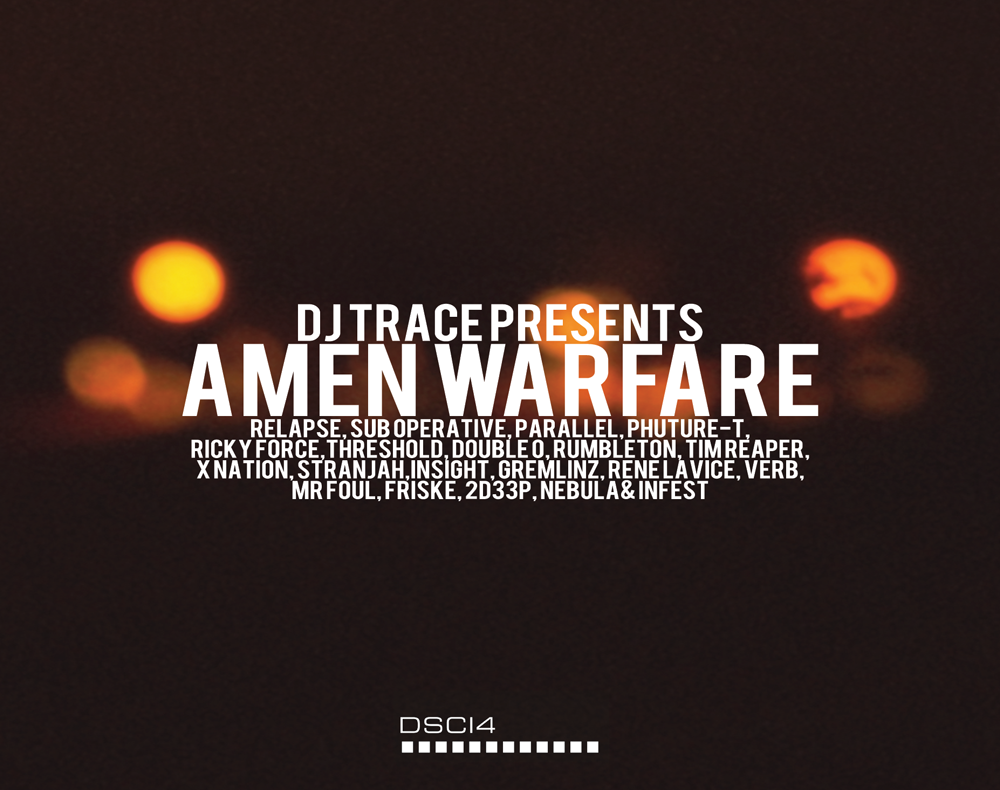 DJ TRACE PRESENTS
AMEN WARFARE
RELAPSE, SUB OPERATIVE, PARALLEL, PHUTURE-T,
RICKY FORCE, THRESHOLD, DOUBLE O, RUMBLETON, TIM REAPER,
X NATION, STRANJAH, INSIGHT, GREMLINZ, RENE LAVICE, VERB,
MR FOUL, FRISKE, 2D33P, NEBULA & INFEST
DSCI4